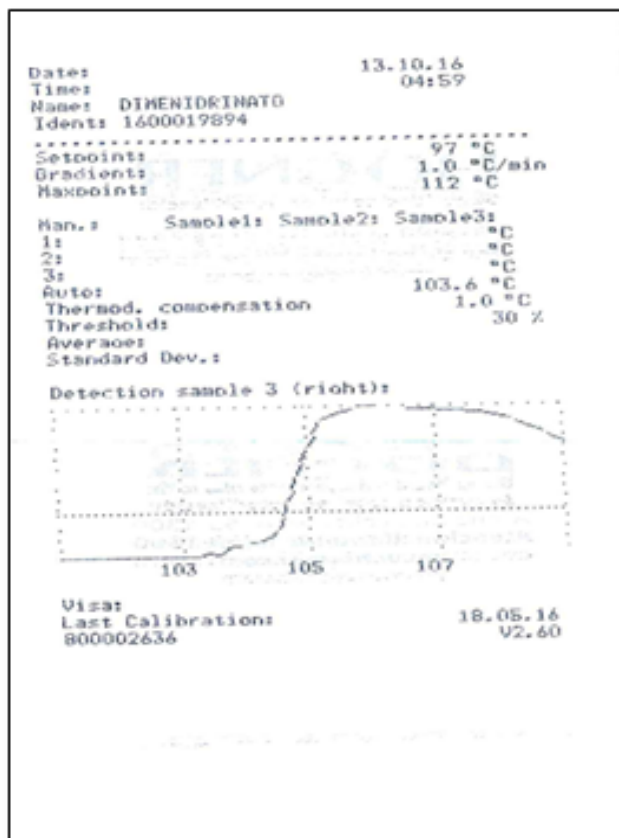 Date: 13.10.16
Time: 04:59
Name: DIMENIDRINATO
Ident: 1600019894
Setpoint: 97 °C
Gradient: 1.0 °C/min
Maxpoint: 112 °C
Man.: Sample1: Sample2: Sample3:
1: °C
2: °C
3: °C
Auto: 103.6 °C
Thermod. compensation 1.0 °C
Threshold: 30 %
Average:
Standard Dev.:
Detection sample 3 (right):
103 105 107
Visa:
Last Calibration: 18.05.16
800002636 V2.60